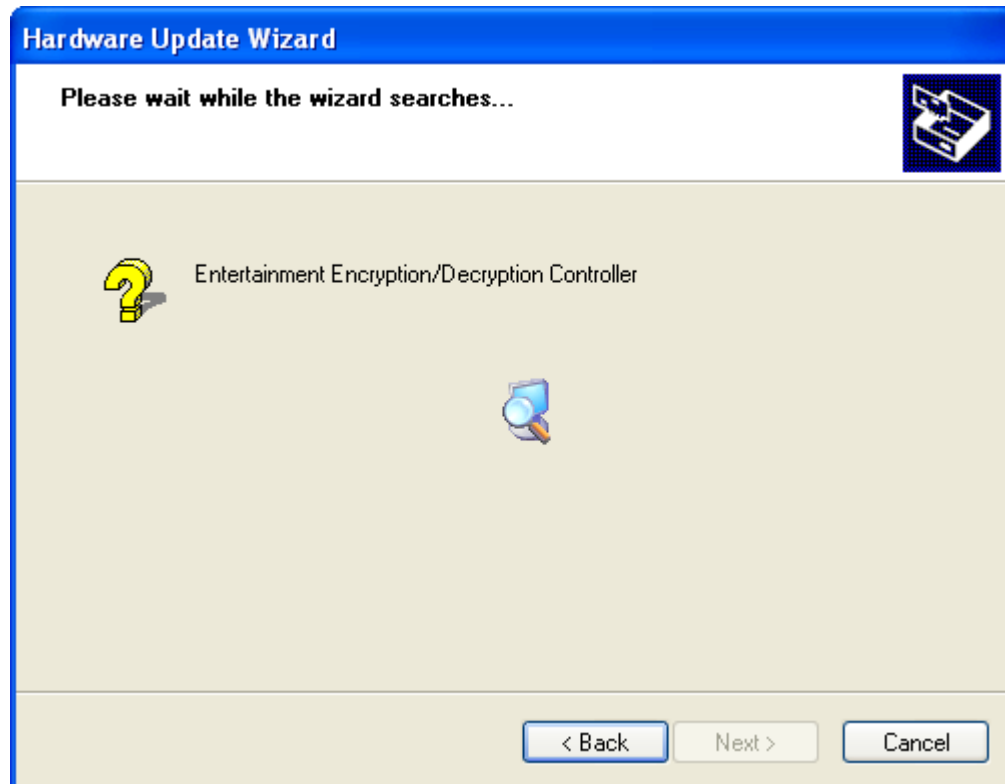 Hardware Update Wizard
Please wait while the wizard searches...
Entertainment Encryption/Decryption Controller
< Back Next > Cancel